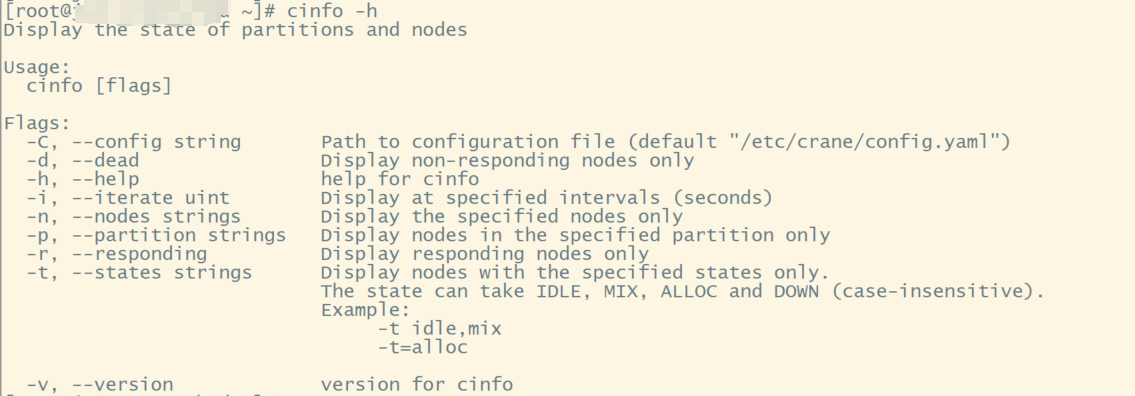 [root@ ~]# cinfo -h
Display the state of partitions and nodes

Usage:
  cinfo [flags]

Flags:
  -C, --config string       Path to configuration file (default "/etc/crane/config.yaml")
  -d, --dead                Display non-responding nodes only
  -h, --help                help for cinfo
  -i, --iterate uint        Display at specified intervals (seconds)
  -n, --nodes strings       Display the specified nodes only
  -p, --partition strings   Display nodes in the specified partition only
  -r, --responding          Display responding nodes only
  -t, --states strings      Display nodes with the specified states only.
                            The state can take IDLE, MIX, ALLOC and DOWN (case-insensitive).
                            Example:
                                 -t idle,mix
                                 -t=alloc

  -v, --version             version for cinfo